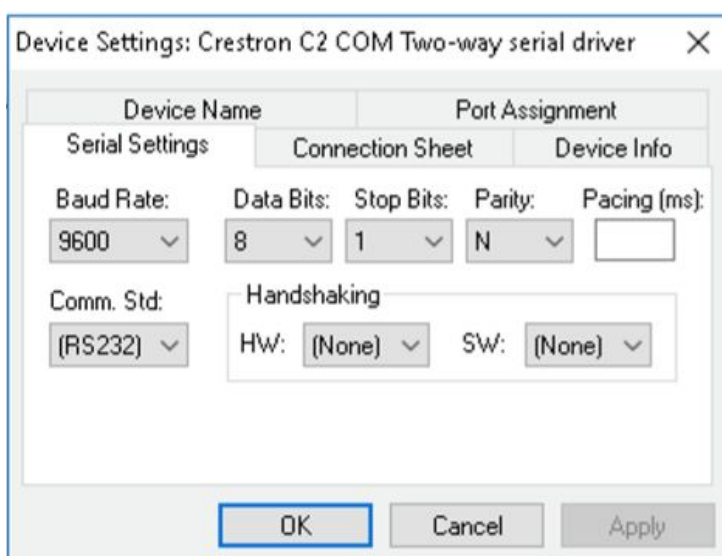 Device Settings: Crestron C2 COM Two-way serial driver
Device Name Port Assignment
Serial Settings Connection Sheet Device Info
Baud Rate: Data Bits: Stop Bits: Parity: Pacing (ms):
9600 8 1 N
Comm. Std: Handshaking
(RS232) HW: (None) SW: (None)
OK Cancel Apply